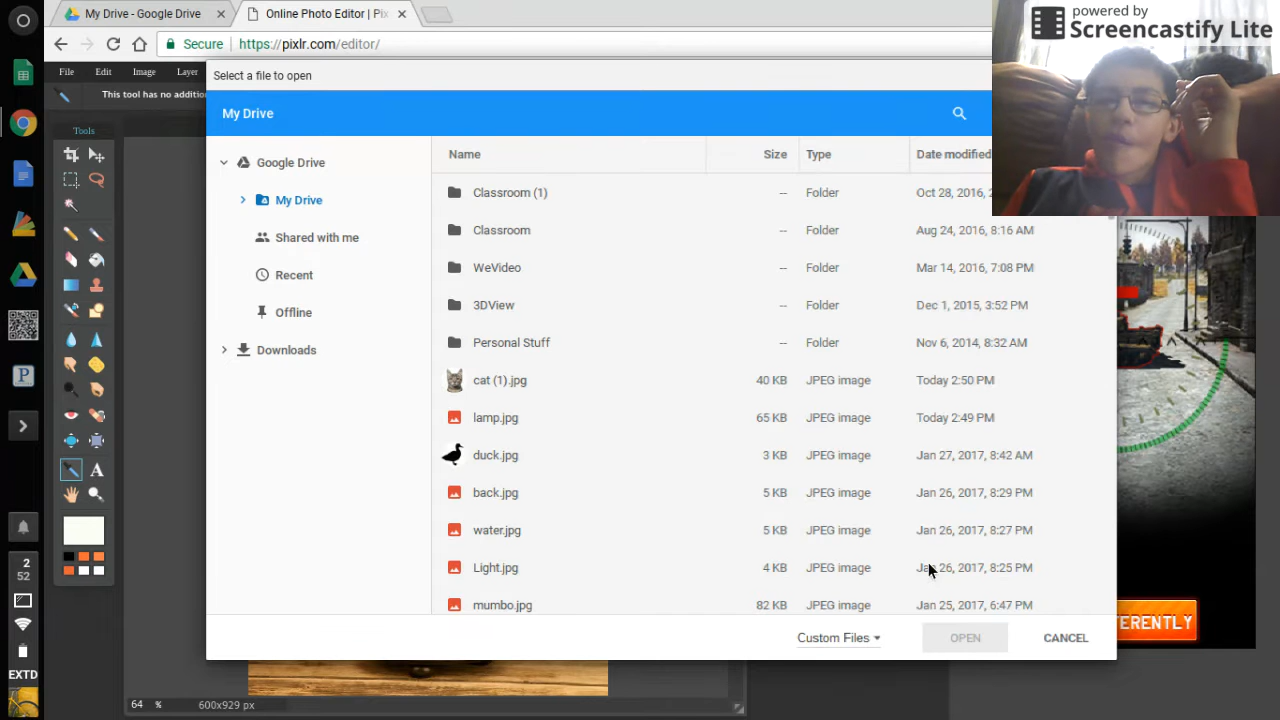 My Drive - Google Drive
Online Photo Editor | Pix
powered by
Screencastify Lite
Secure
https://pixlr.com/editor/
File Edit Image Layer
Select a file to open
This tool has no addition
My Drive
Tools
Name Size Type Date modified
Google Drive
My Drive
Shared with me
Recent
Offline
Downloads
Classroom (1) -- Folder Oct 28, 2016, 2
Classroom -- Folder Aug 24, 2016, 8:16 AM
WeVideo -- Folder Mar 14, 2016, 7:08 PM
3DView -- Folder Dec 1, 2015, 3:52 PM
Personal Stuff -- Folder Nov 6, 2014, 8:32 AM
cat (1).jpg 40 KB JPEG image Today 2:50 PM
lamp.jpg 65 KB JPEG image Today 2:49 PM
duck.jpg 3 KB JPEG image Jan 27, 2017, 8:42 AM
back.jpg 5 KB JPEG image Jan 26, 2017, 8:29 PM
water.jpg 5 KB JPEG image Jan 26, 2017, 8:27 PM
Light.jpg 4 KB JPEG image Jan 26, 2017, 8:25 PM
mumbo.jpg 82 KB JPEG image Jan 25, 2017, 6:47 PM
Custom Files OPEN CANCEL
FERENTLY
A
P
2
52
EXTD
64 % 600x929 px